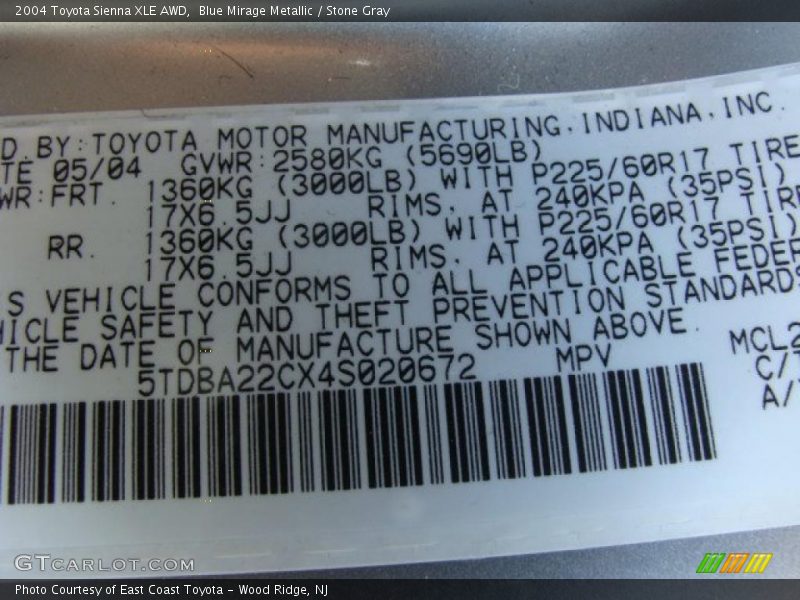 2004 Toyota Sienna XLE AWD,  Blue Mirage Metallic / Stone Gray
D.BY:TOYOTA MOTOR MANUFACTURING.INDIANA,INC.
TE 05/04  GVWR:2580KG (5690LB)
WR:FRT. 1360KG (3000LB) WITH P225/60R17 TIRE
17X6.5JJ RIMS. AT 240KPA (35PSI)
RR. 1360KG (3000LB) WITH P225/60R17 TIRE
17X6.5JJ RIMS. AT 240KPA (35PSI)
S VEHICLE CONFORMS TO ALL APPLICABLE FEDER
HICLE SAFETY AND THEFT PREVENTION STANDARDS
THE DATE OF MANUFACTURE SHOWN ABOVE.
5TDBA22CX4S020672 MPV
MCL2
C/T
A/
GTCARLOT.COM
Photo Courtesy of East Coast Toyota – Wood Ridge, NJ